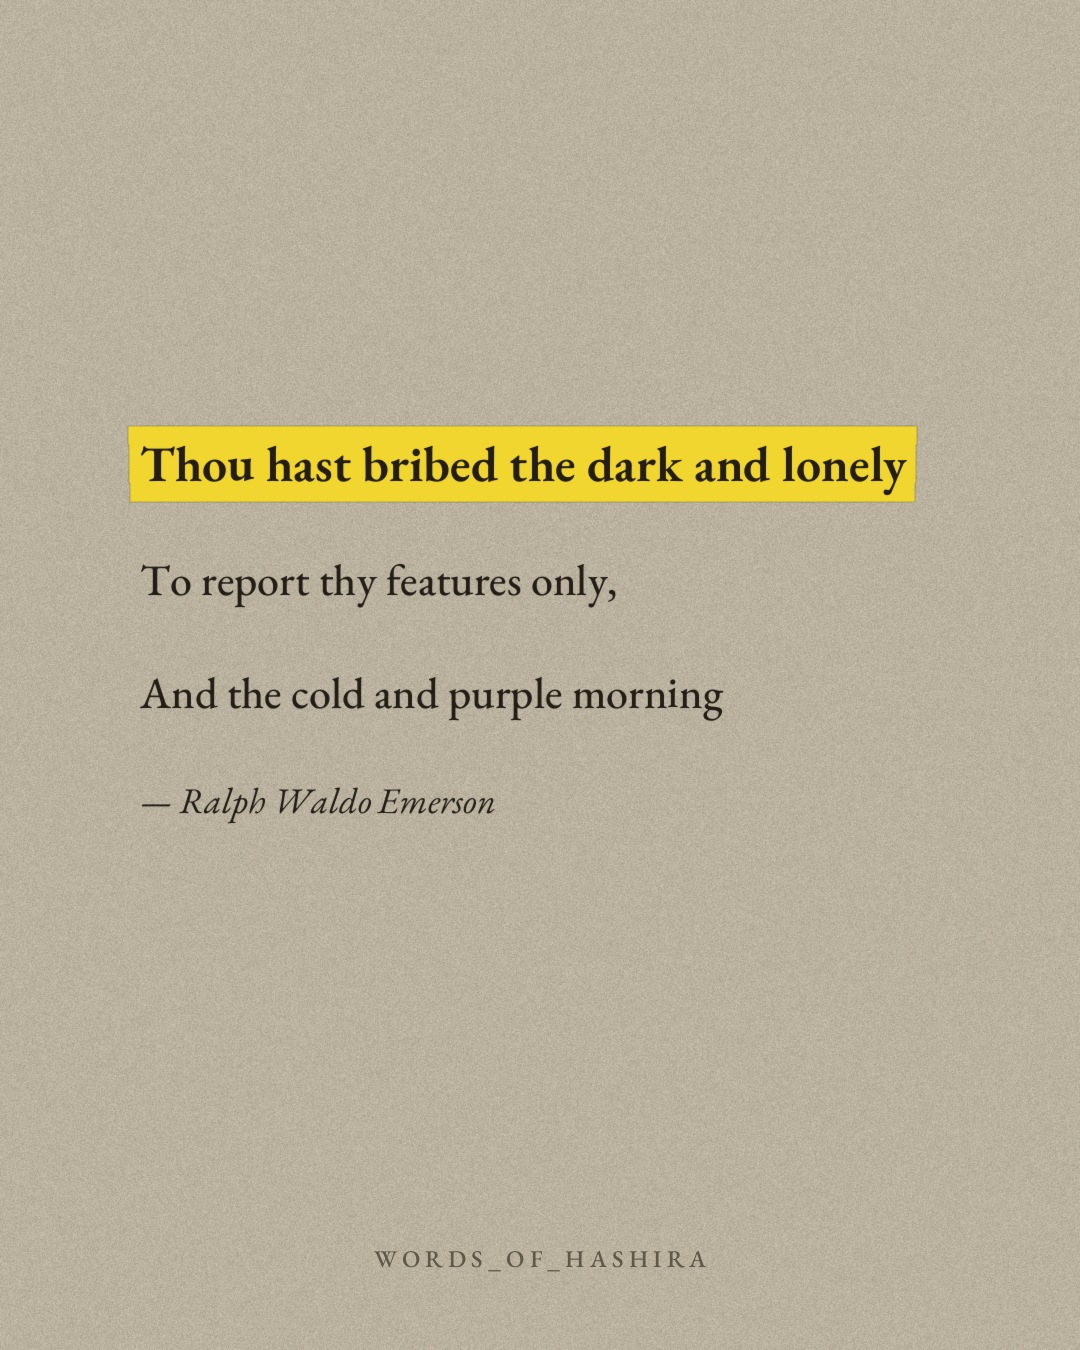 Thou hast bribed the dark and lonely
To report thy features only,
And the cold and purple morning
— Ralph Waldo Emerson
WORDS_OF_HASHIRA